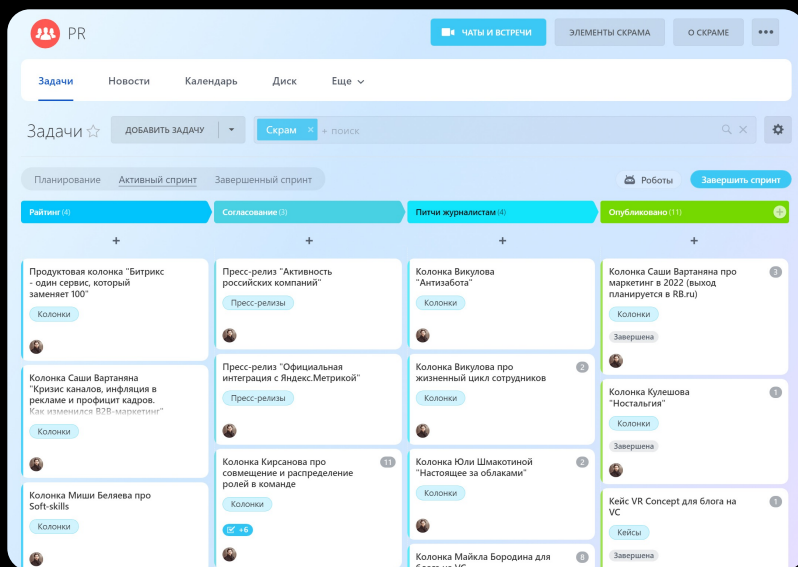 PR
ЧАТЫ И ВСТРЕЧИ
ЭЛЕМЕНТЫ СКРАМА
О СКРАМЕ
Задачи
Новости
Календарь
Диск
Еще
Задачи
ДОБАВИТЬ ЗАДАЧУ
Скрам ×
+ поиск
Планирование
Активный спринт
Завершенный спринт
Роботы
Завершить спринт
Райтинг (4)
Согласование (3)
Питчи журналистам (4)
Опубликовано (11)
+
+
+
+
Продуктовая колонка "Битрикс
- один сервис, который
заменяет 100"
Колонки
Колонка Саши Вартаняна
"Кризис каналов, инфляция в
рекламе и профицит кадров.
Как изменился B2B-маркетинг"
Колонки
Колонка Миши Беляева про
Soft-skills
Колонки
Пресс-релиз "Активность
российских компаний"
Пресс-релизы
Пресс-релиз "Официальная
интеграция с Яндекс.Метрикой"
Пресс-релизы
Колонка Кирсанова про
совмещение и распределение
ролей в команде
11
Колонки
+6
Колонка Викулова
"Антизабота"
Колонки
Колонка Викулова про
жизненный цикл сотрудников
2
Колонки
Колонка Юли Шмакотиной
"Настоящее за облаками"
2
Колонки
Колонка Майкла Бородина для
блога на VC
8
Колонка Саши Вартаняна про
маркетинг в 2022 (выход
планируется в RB.ru)
3
Колонки
Завершена
Колонка Кулешова
"Ностальгия"
1
Колонки
Завершена
Кейс VR Concept для блога на
VC
1
Кейсы
Завершена